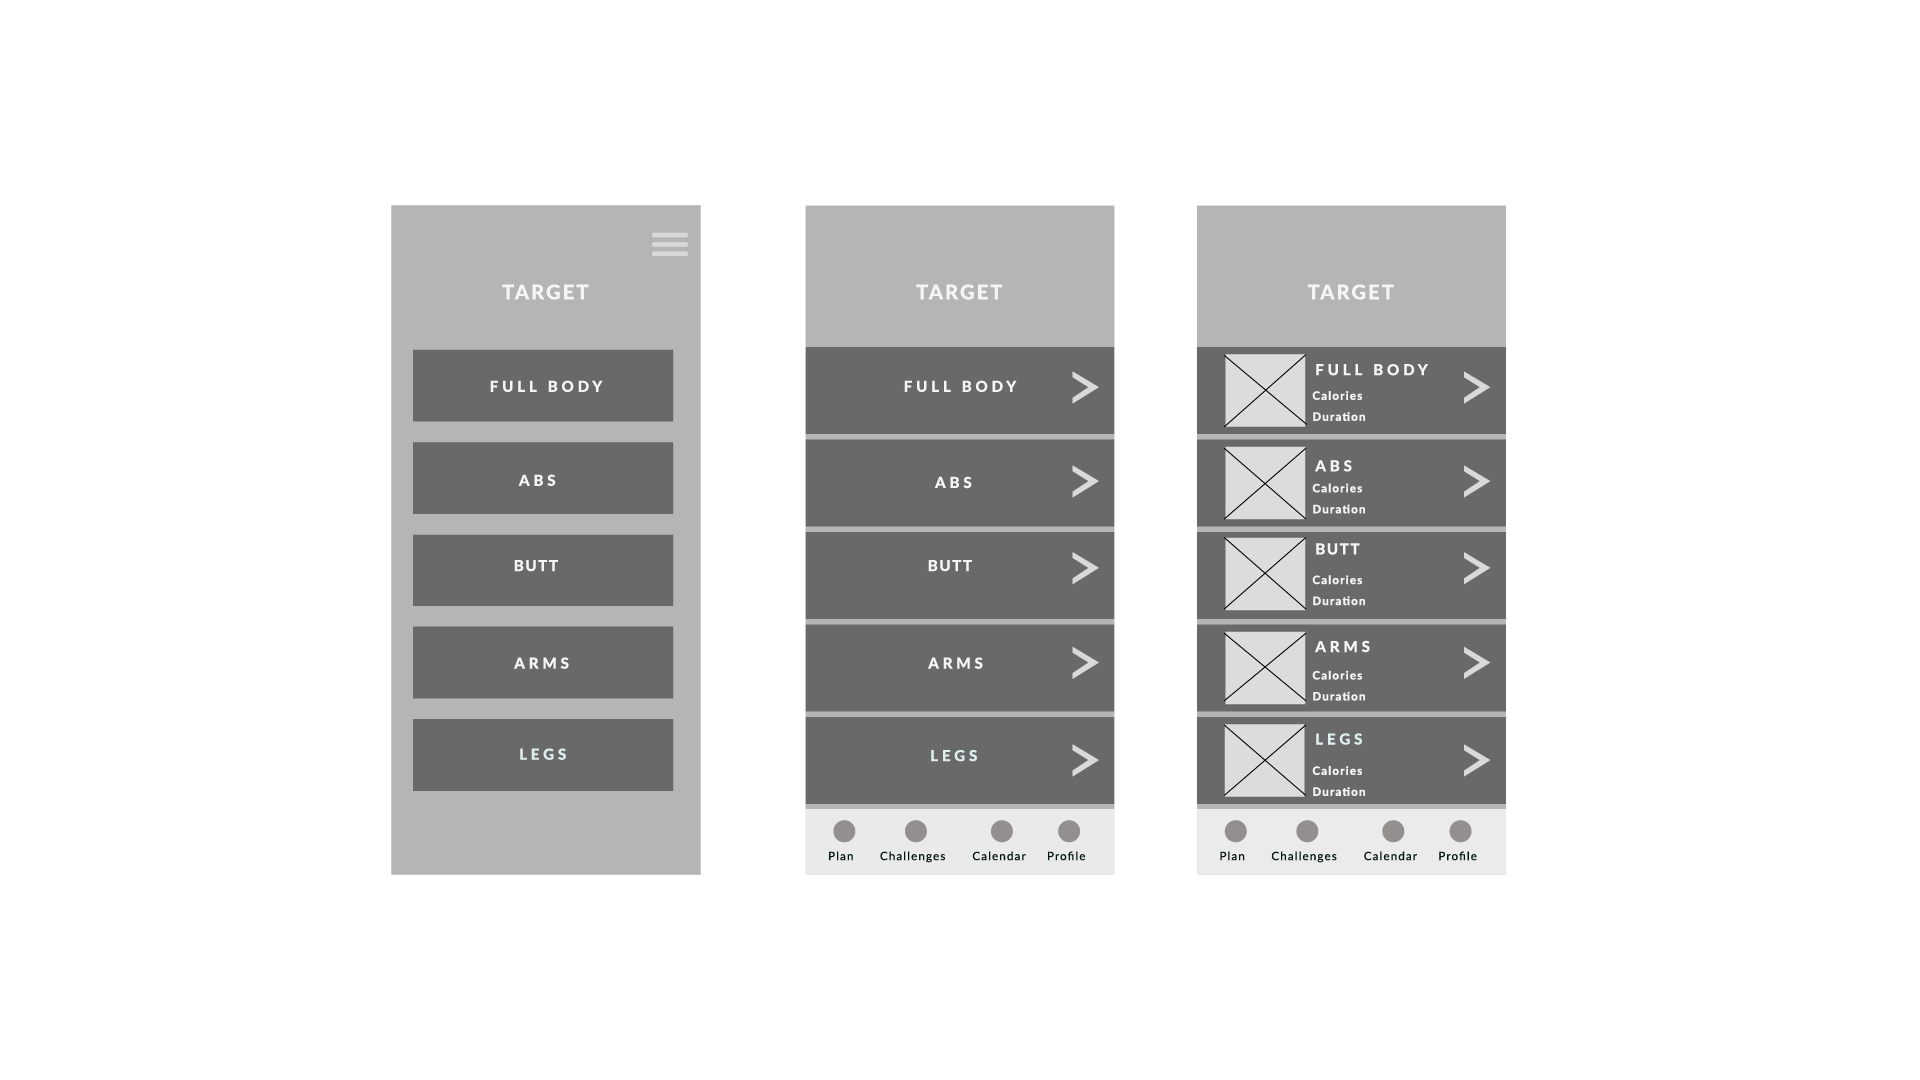 TARGET
FULL BODY
ABS
BUTT
ARMS
LEGS
TARGET
FULL BODY
ABS
BUTT
ARMS
LEGS
Plan Challenges Calendar Profile
TARGET
FULL BODY
Calories
Duration
ABS
Calories
Duration
BUTT
Calories
Duration
ARMS
Calories
Duration
LEGS
Calories
Duration
Plan Challenges Calendar Profile